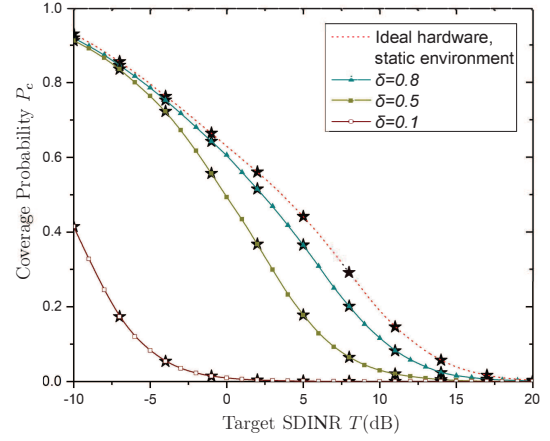 1.0
0.8
0.6
0.4
0.2
0.0
Coverage Probability P_c
Ideal hardware,
static environment
δ=0.8
δ=0.5
δ=0.1
-10
-5
0
5
10
15
20
Target SDINR T(dB)